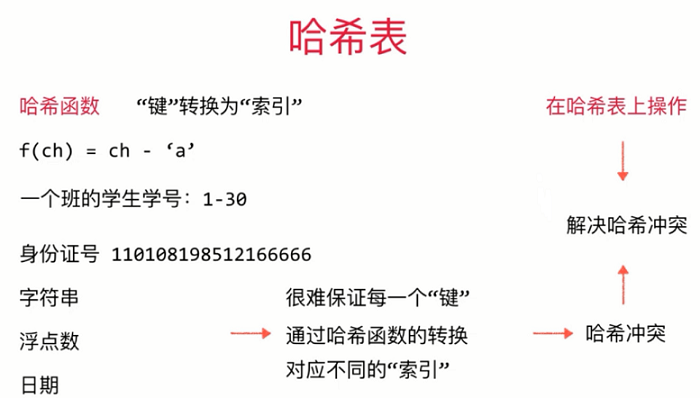 哈希表
哈希函数 “键”转换为“索引”
在哈希表上操作
f(ch) = ch - ‘a’
一个班的学生学号：1-30
解决哈希冲突
身份证号 110108198512166666
字符串
浮点数
日期
很难保证每一个“键”
通过哈希函数的转换
对应不同的“索引”
哈希冲突